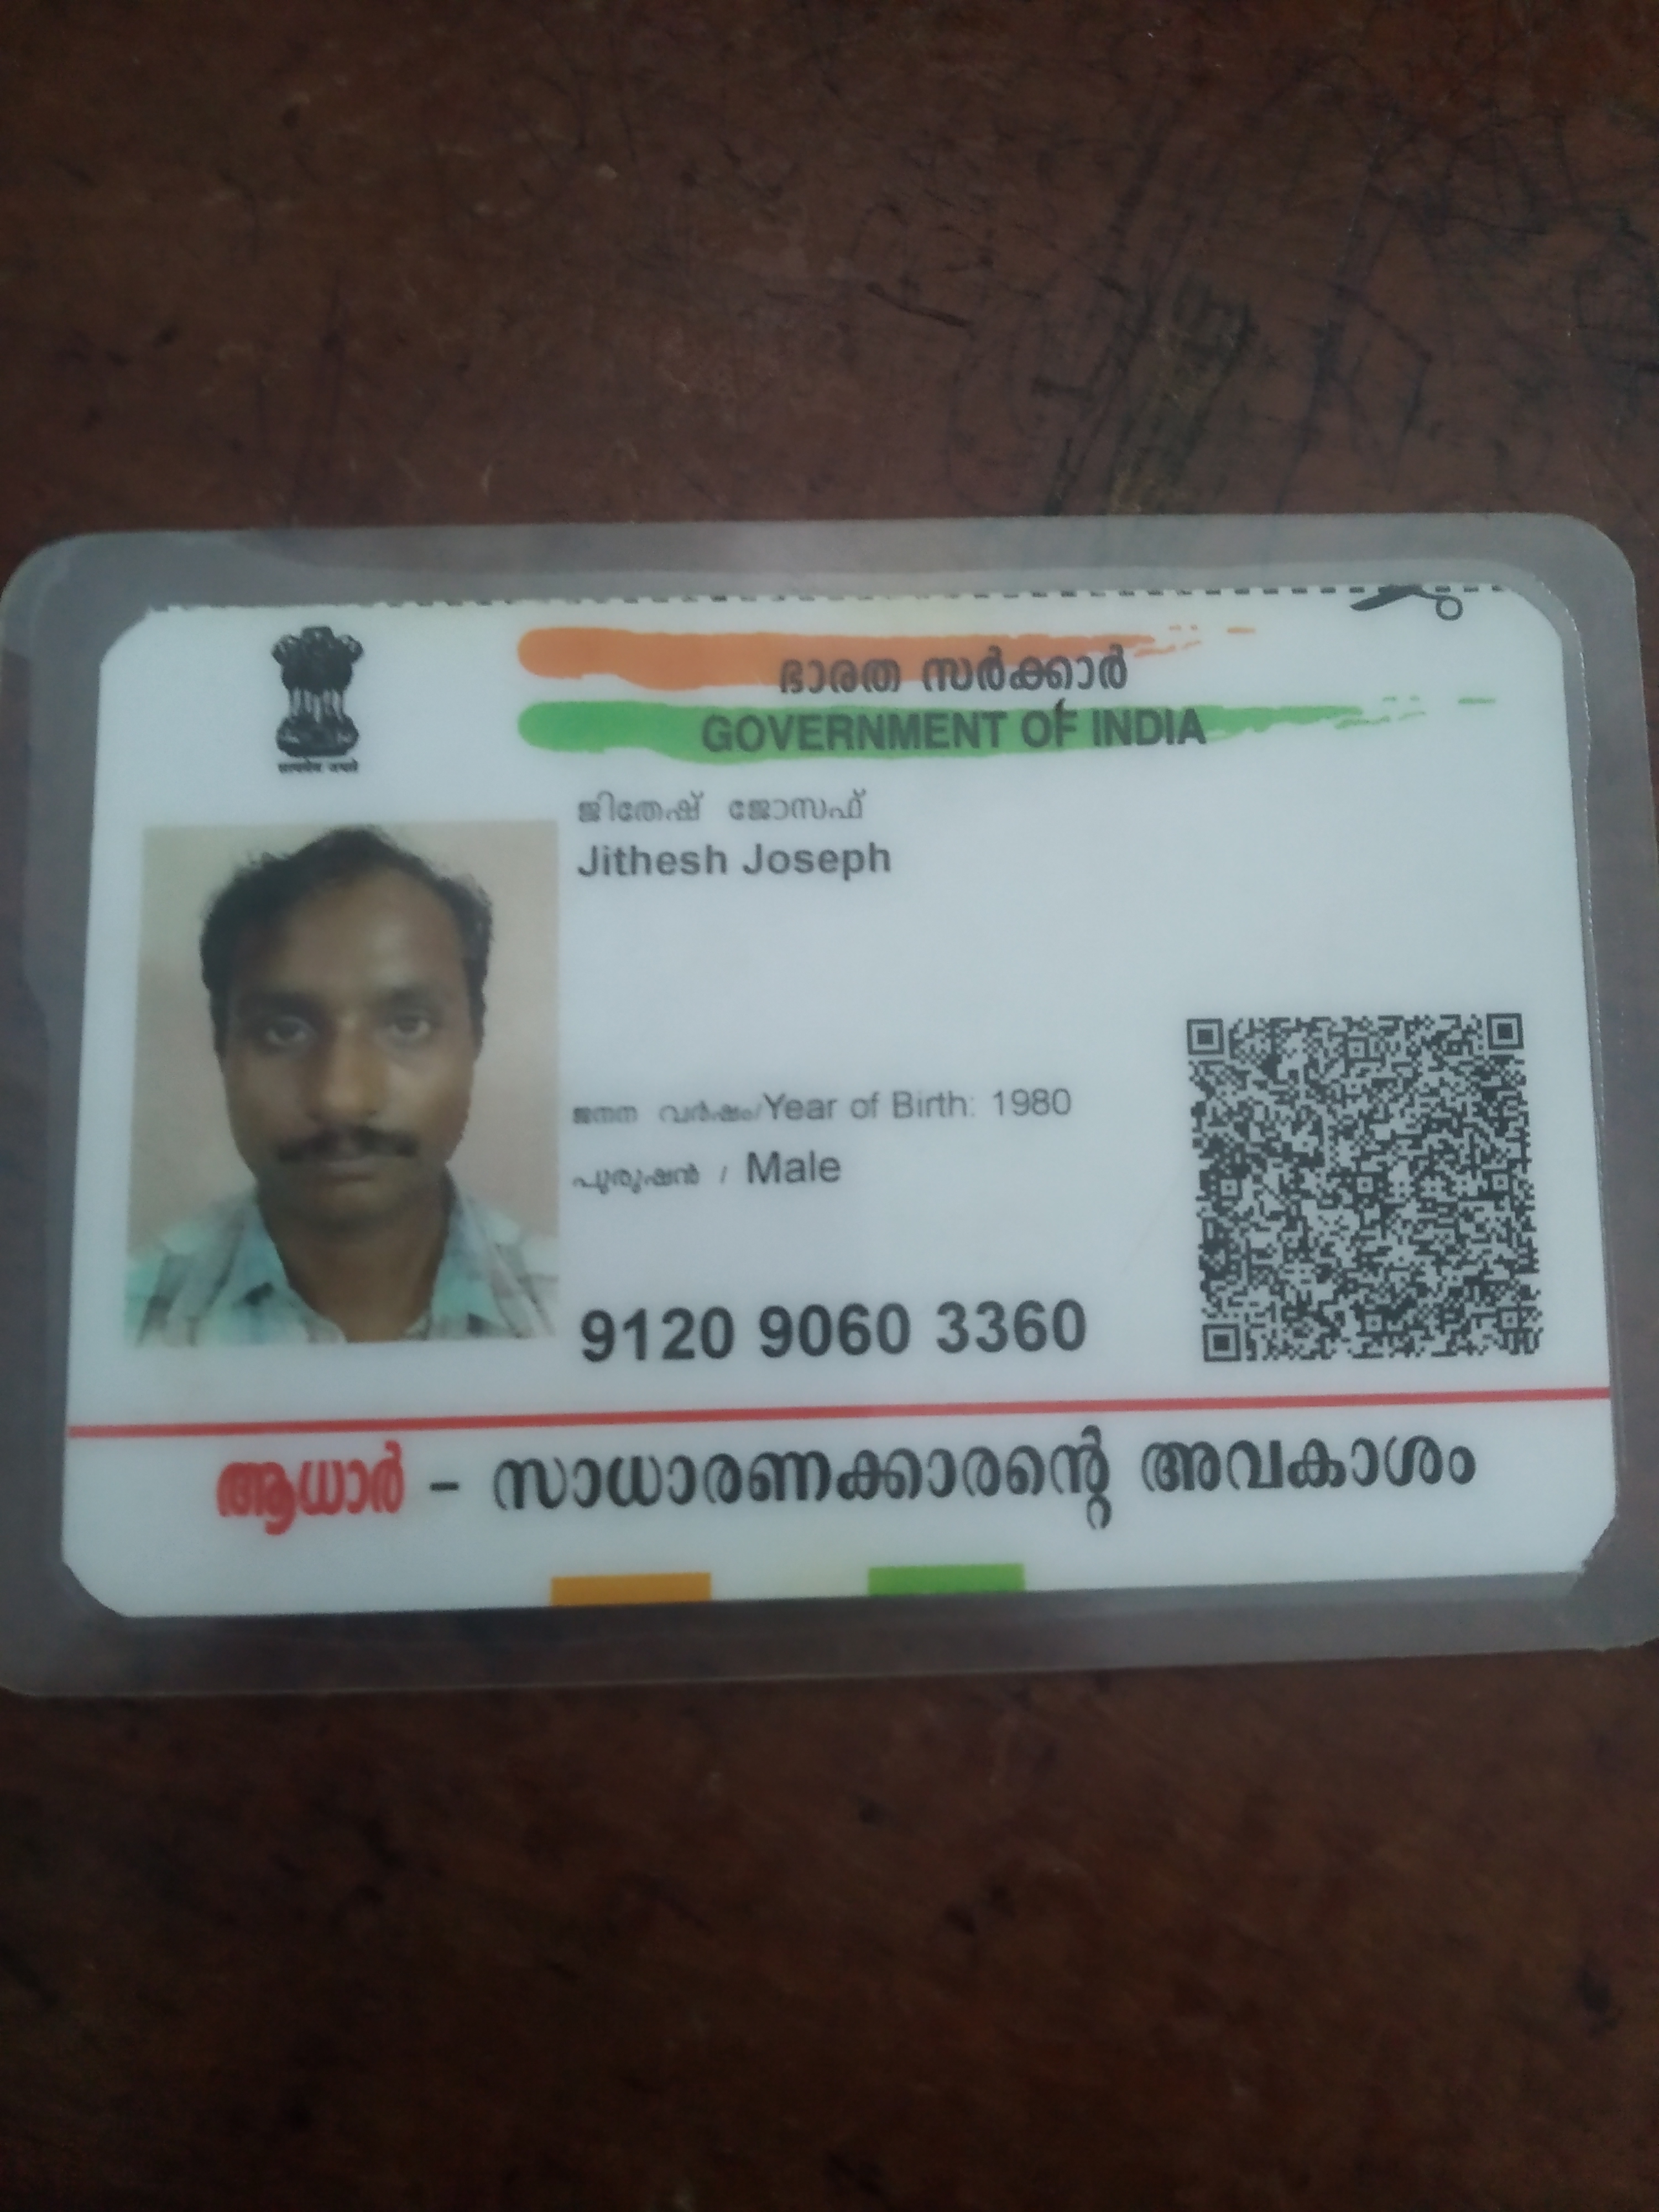 सत्यमेव जयते
ഭാരത സർക്കാർ
GOVERNMENT OF INDIA
ജിതേഷ് ജോസഫ്
Jithesh Joseph
ജനന വർഷം/Year of Birth: 1980
പുരുഷൻ / Male
9120 9060 3360
ആധാർ - സാധാരണക്കാരന്റെ അവകാശം